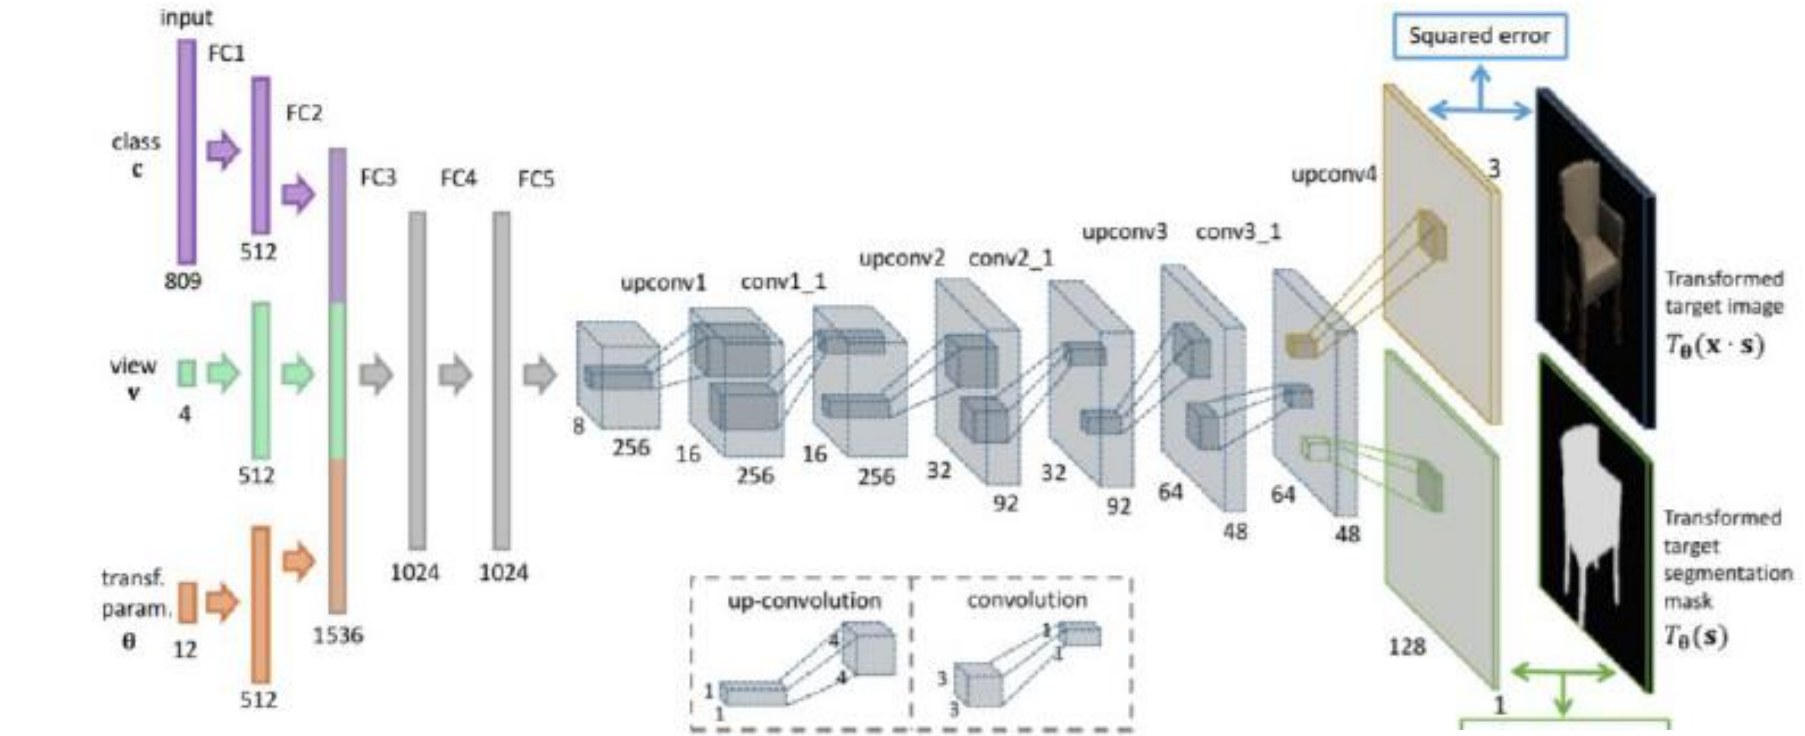 input
FC1
FC2
class
c
809
512
view
v
4
512
transf.
param.
θ
12
512
1536
FC3
FC4
FC5
1024
1024
upconv1
conv1_1
upconv2
conv2_1
upconv3
conv3_1
upconv4
8
256
16
256
16
256
32
92
32
92
64
48
64
48
3
128
1
Squared error
Transformed
target image
Tθ(x · s)
Transformed
target
segmentation
mask
Tθ(s)
up-convolution
1
1
4
4
convolution
3
3
1
1